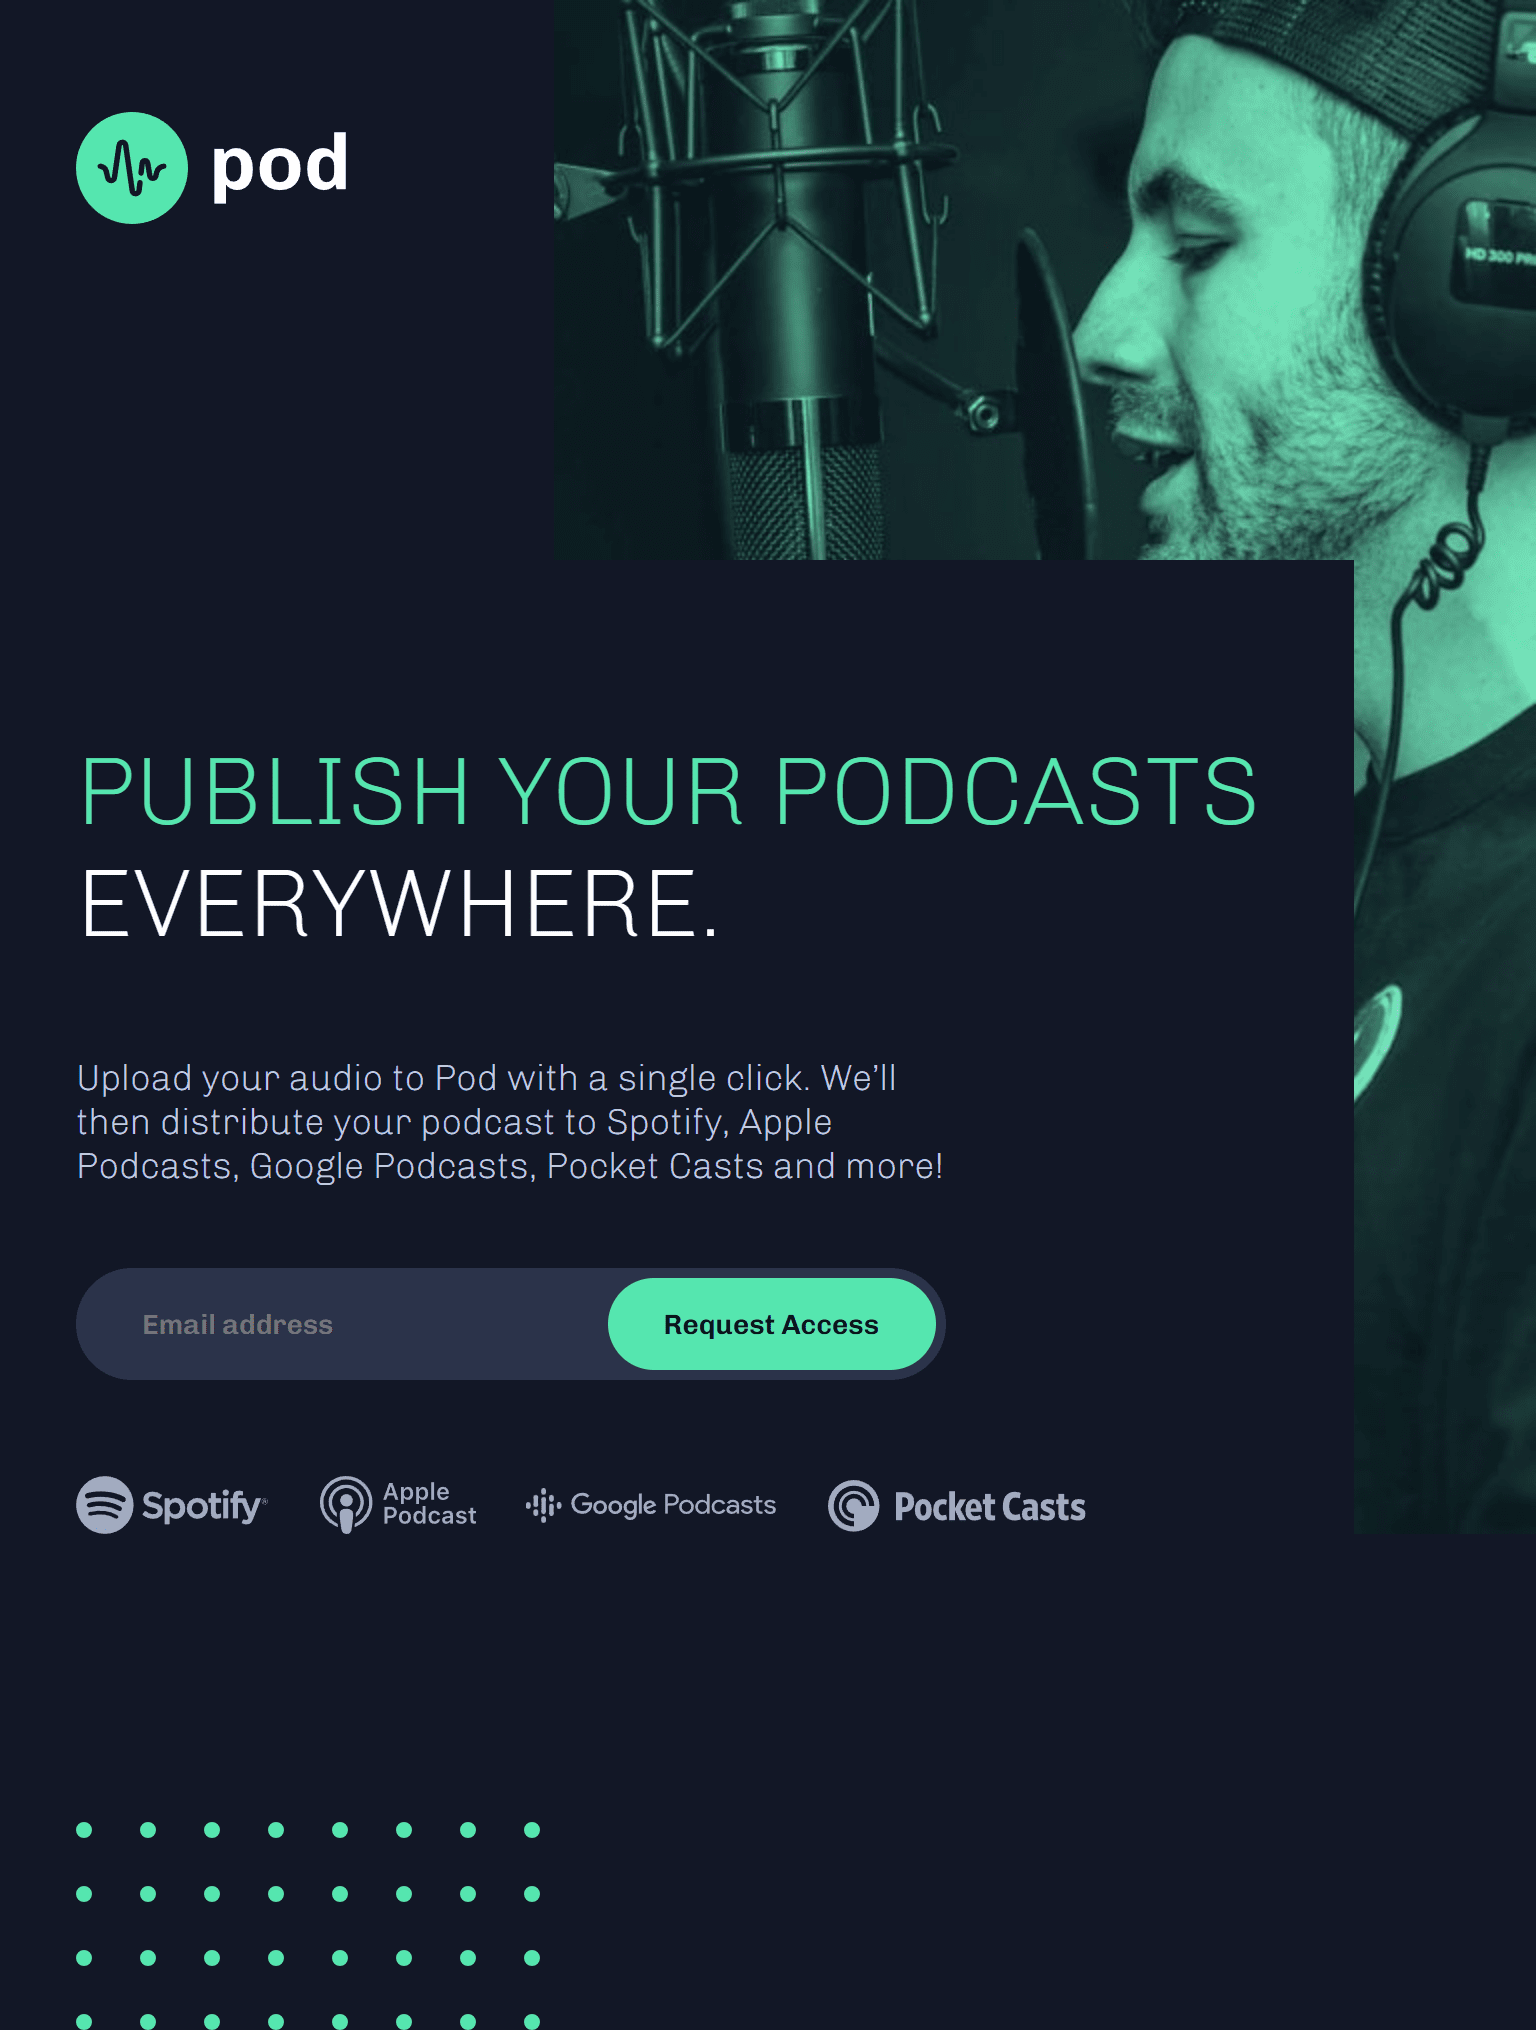 pod
HD 300 PR
PUBLISH YOUR PODCASTS
EVERYWHERE.
Upload your audio to Pod with a single click. We’ll
then distribute your podcast to Spotify, Apple
Podcasts, Google Podcasts, Pocket Casts and more!
Email address
Request Access
Spotify®
Apple
Podcast
Google Podcasts
Pocket Casts